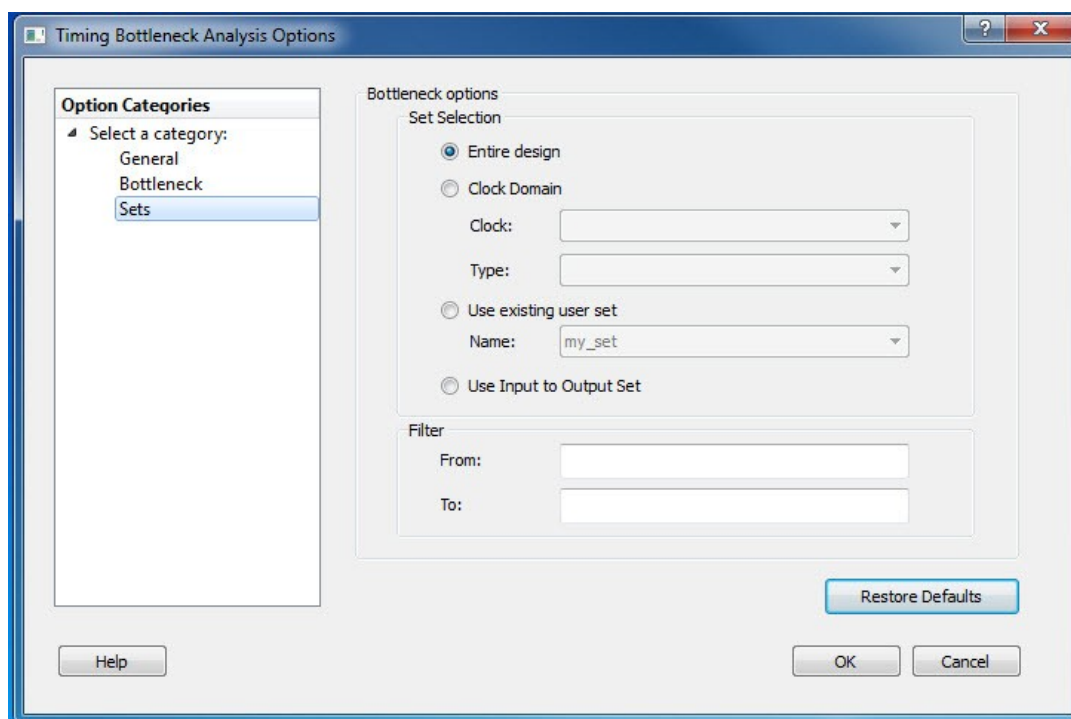 Timing Bottleneck Analysis Options
? X
Option Categories
Select a category:
General
Bottleneck
Sets
Bottleneck options
Set Selection
Entire design
Clock Domain
Clock:
Type:
Use existing user set
Name: my_set
Use Input to Output Set
Filter
From:
To:
Restore Defaults
Help OK Cancel